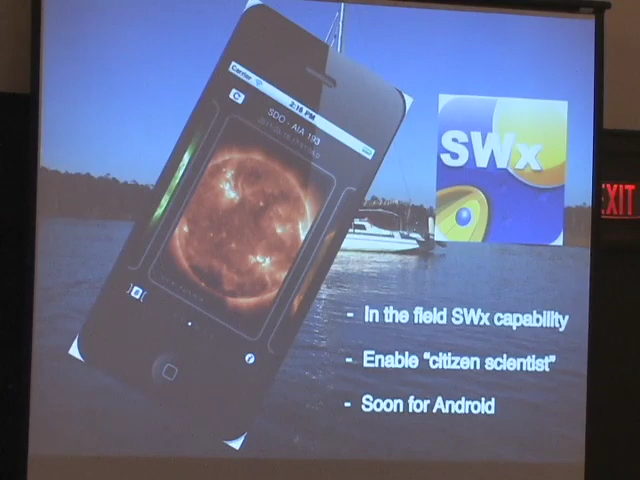 Carrier
2:16 PM
SDO - AIA 193
SWx
EXIT
- In the field SWx capability
- Enable “citizen scientist”
- Soon for Android